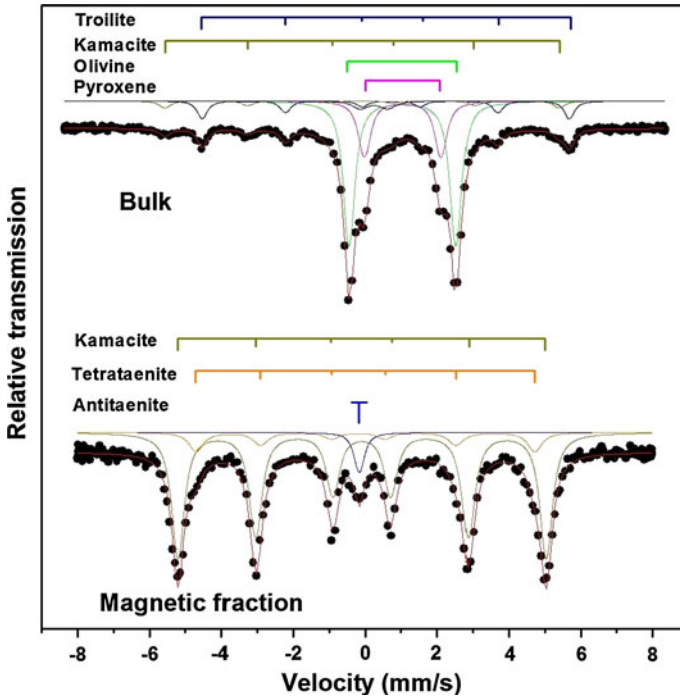 Troilite
Kamacite
Olivine
Pyroxene
Bulk
Relative transmission
Kamacite
Tetrataenite
Antitaenite
Magnetic fraction
-8 -6 -4 -2 0 2 4 6 8
Velocity (mm/s)